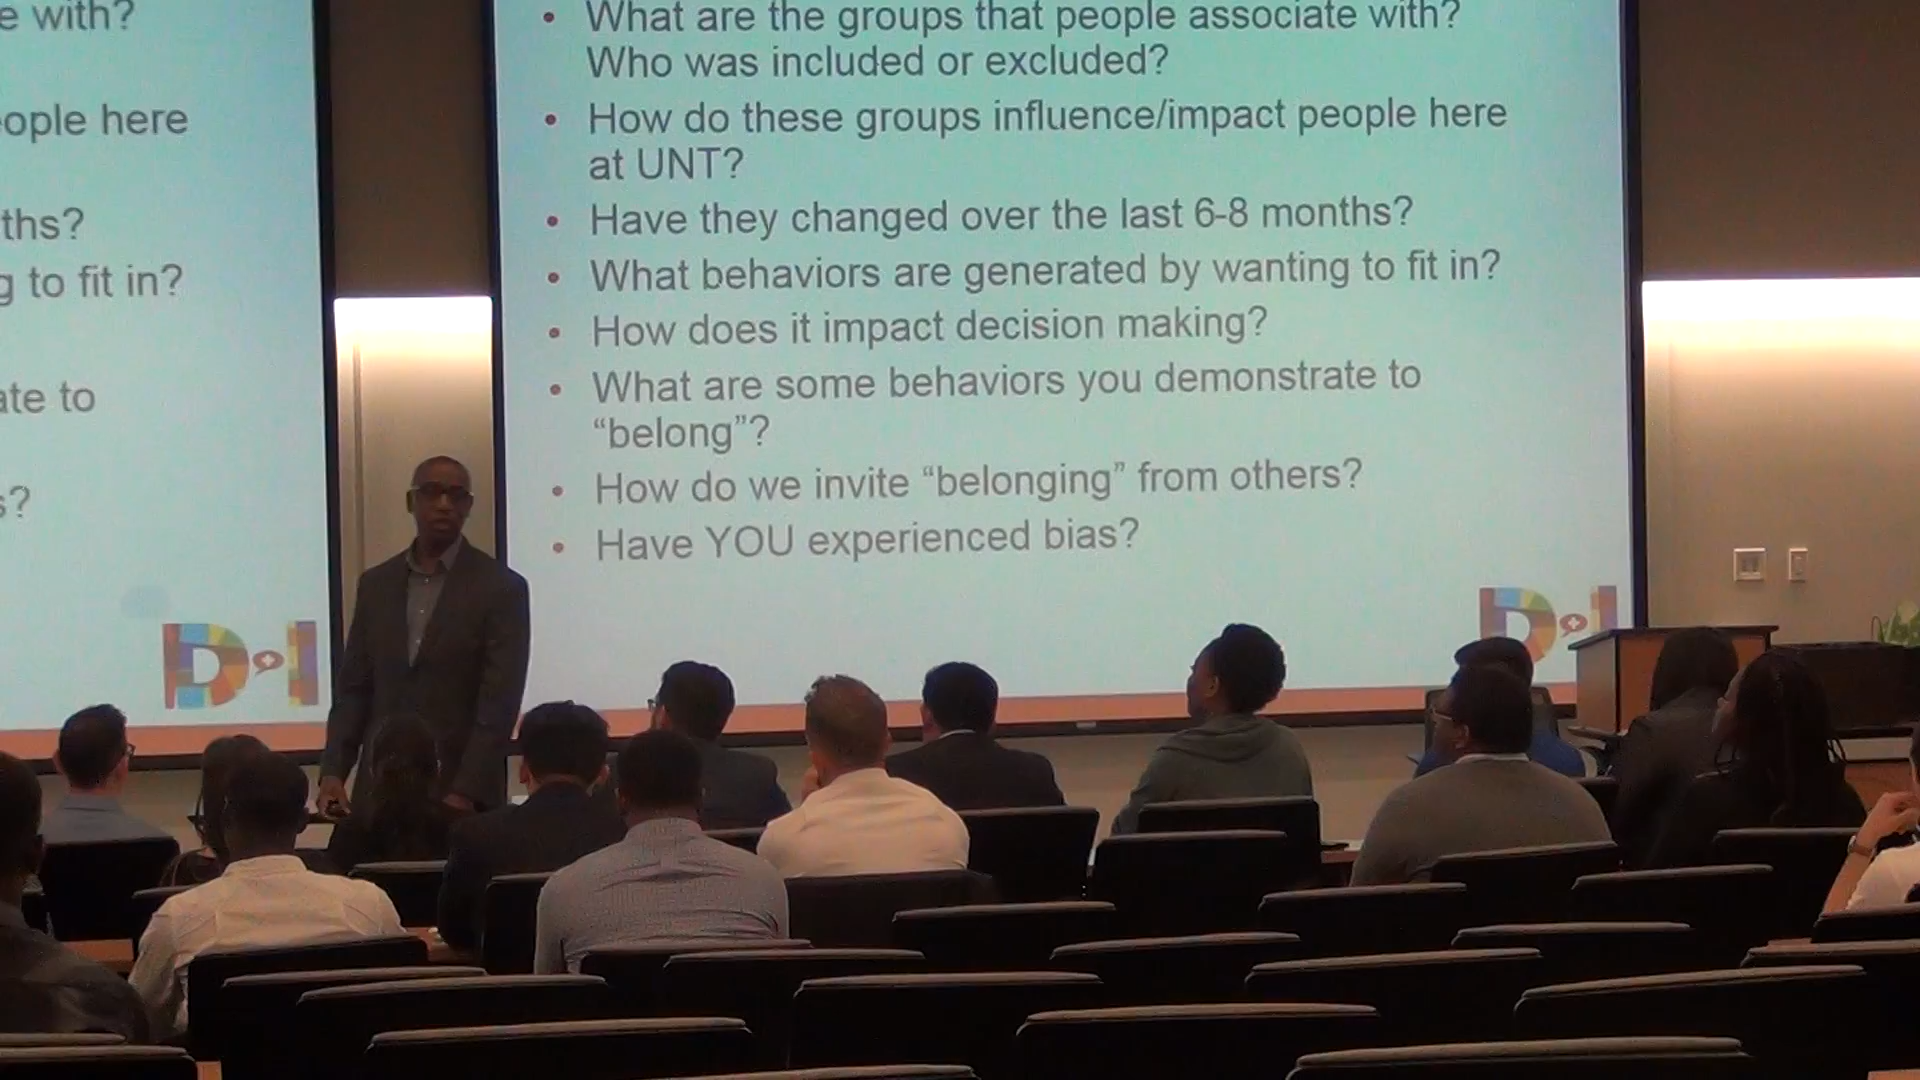 e with?
ople here
ths?
g to fit in?
ate to
s?
D I
• What are the groups that people associate with?
Who was included or excluded?
• How do these groups influence/impact people here
at UNT?
• Have they changed over the last 6-8 months?
• What behaviors are generated by wanting to fit in?
• How does it impact decision making?
• What are some behaviors you demonstrate to
“belong”?
• How do we invite “belonging” from others?
• Have YOU experienced bias?
D I